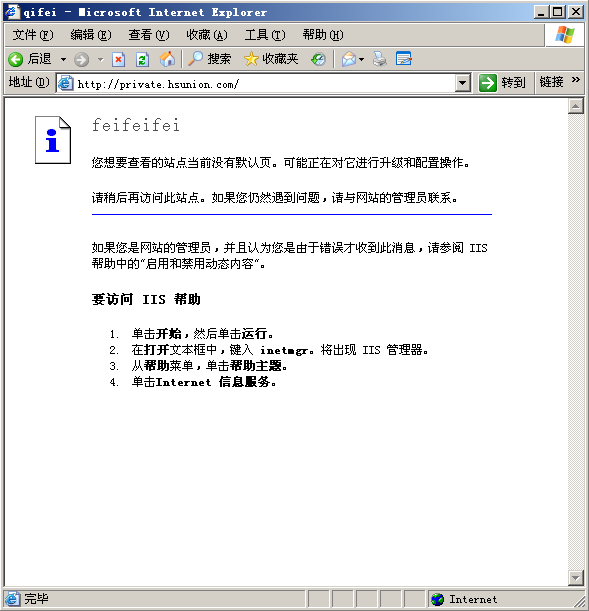 qifei - Microsoft Internet Explorer
文件(F) 编辑(E) 查看(V) 收藏(A) 工具(T) 帮助(H)
后退 搜索 收藏夹
地址(D) http://private.hsunion.com/ 转到 链接 »
feifeifei
您想要查看的站点当前没有默认页。可能正在对它进行升级和配置操作。
请稍后再访问此站点。如果您仍然遇到问题，请与网站的管理员联系。
如果您是网站的管理员，并且认为您是由于错误才收到此消息，请参阅 IIS
帮助中的"启用和禁用动态内容"。
要访问 IIS 帮助
1. 单击开始，然后单击运行。
2. 在打开文本框中，键入 inetmgr。将出现 IIS 管理器。
3. 从帮助菜单，单击帮助主题。
4. 单击Internet 信息服务。
完毕 Internet